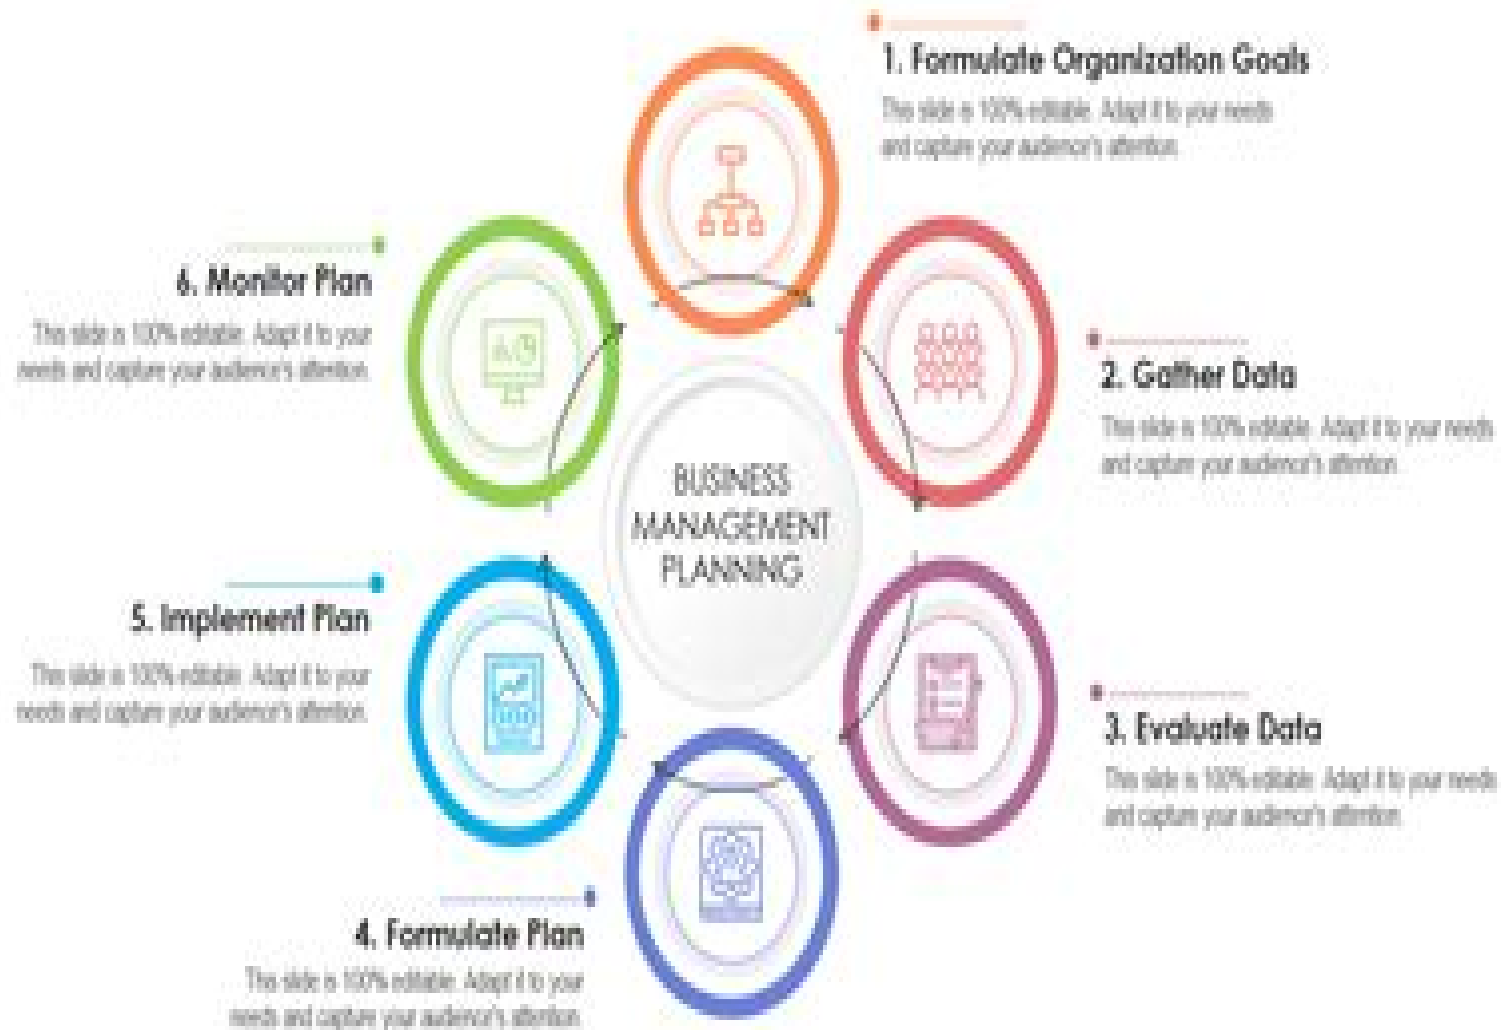 1. Formulate Organization Goals
This slide is 100% editable. Adapt it to your needs
and capture your audience's attention.
2. Gather Data
This slide is 100% editable. Adapt it to your needs
and capture your audience's attention.
3. Evaluate Data
This slide is 100% editable. Adapt it to your needs
and capture your audience's attention.
4. Formulate Plan
This slide is 100% editable. Adapt it to your
needs and capture your audience's attention.
5. Implement Plan
This slide is 100% editable. Adapt it to your
needs and capture your audience's attention.
6. Monitor Plan
This slide is 100% editable. Adapt it to your
needs and capture your audience's attention.
BUSINESS
MANAGEMENT
PLANNING